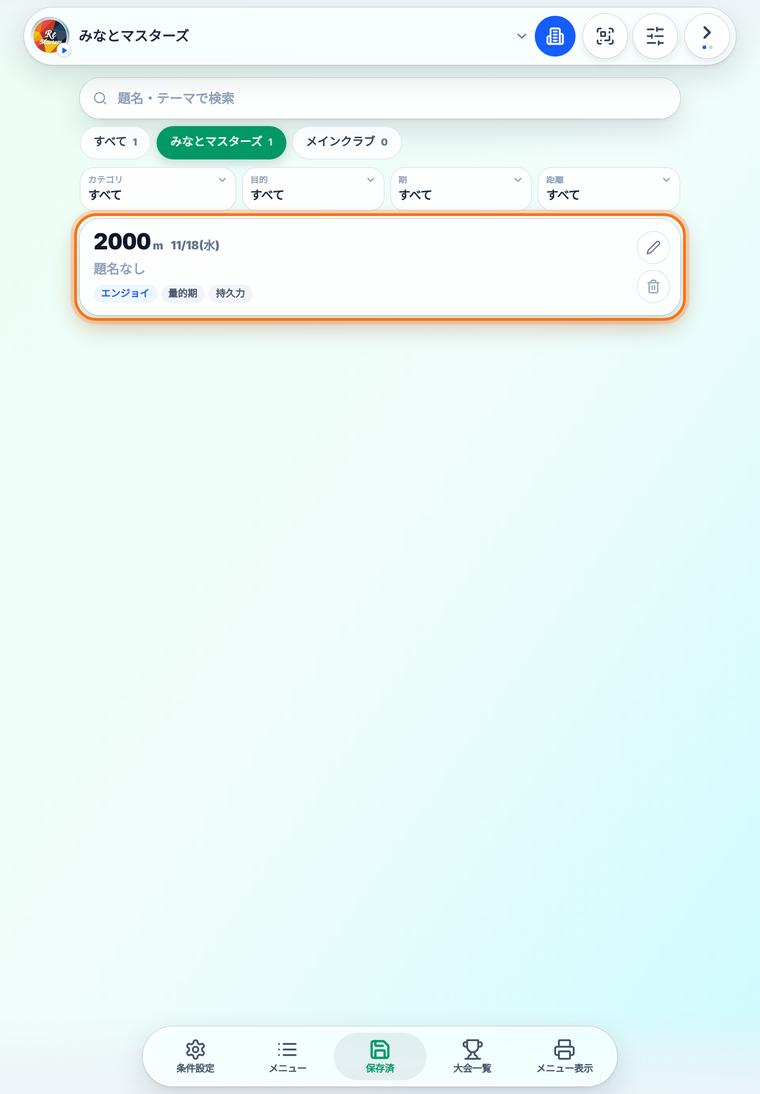 みなとマスターズ
題名・テーマで検索
すべて 1 みなとマスターズ 1 メインクラブ 0
カテゴリ 目的 期 距離
すべて すべて すべて すべて
2000m 11/18(水)
題名なし
エンジョイ 量的期 持久力
条件設定 メニュー 保存済 大会一覧 メニュー表示